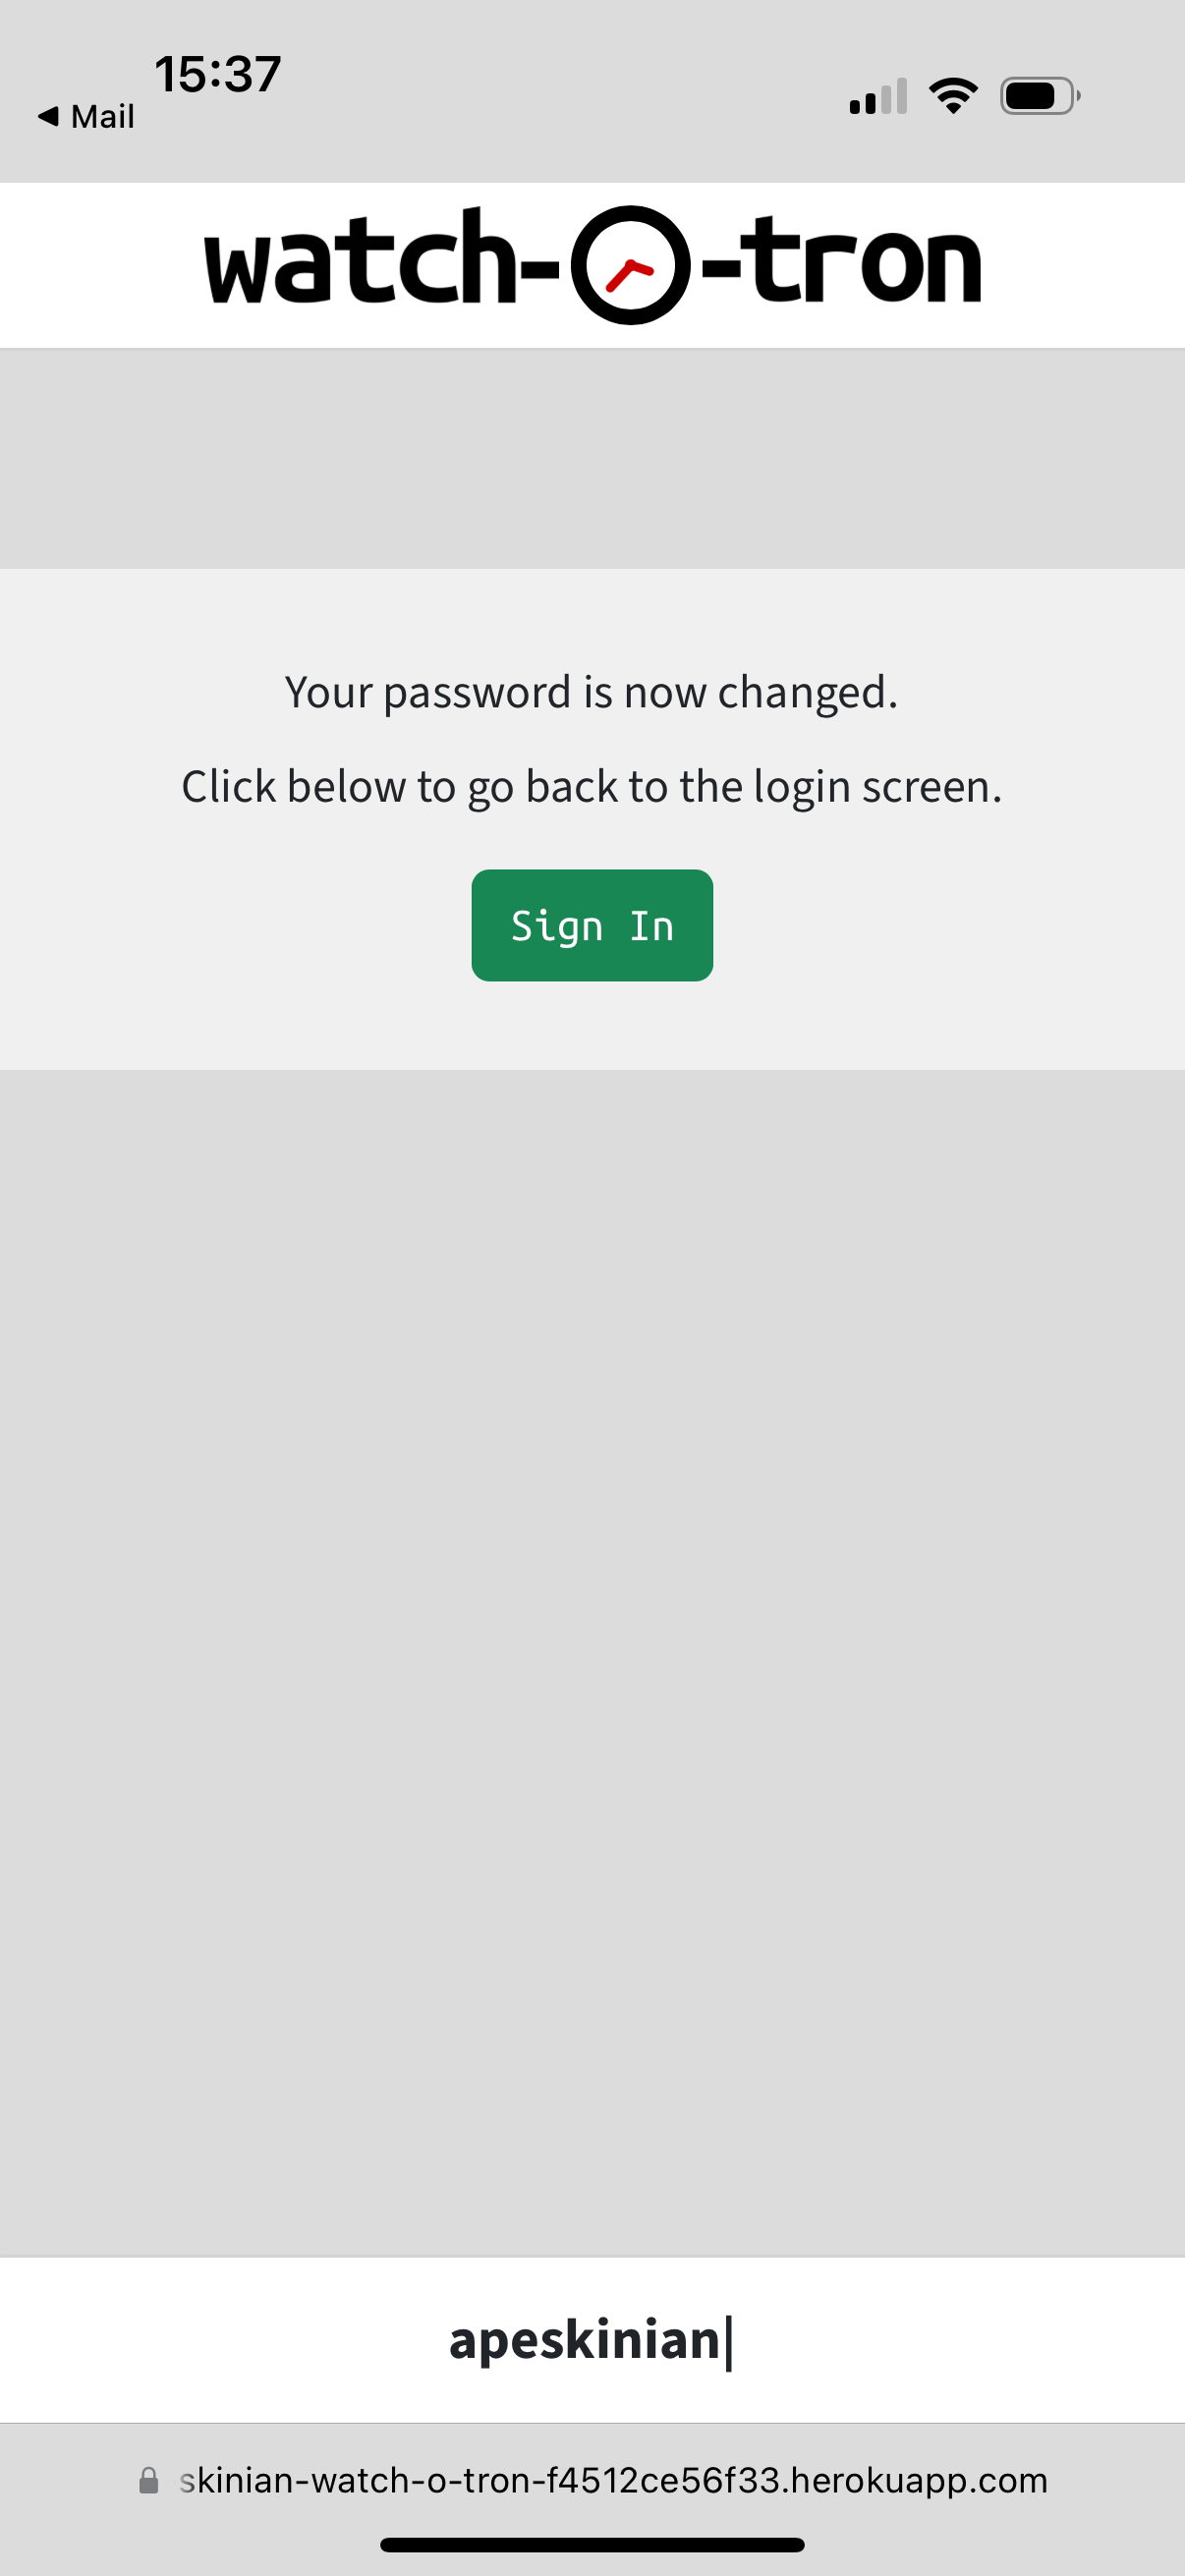 15:37
◀ Mail
watch-o-tron
Your password is now changed.
Click below to go back to the login screen.
Sign In
apeskinian|
skinian-watch-o-tron-f4512ce56f33.herokuapp.com